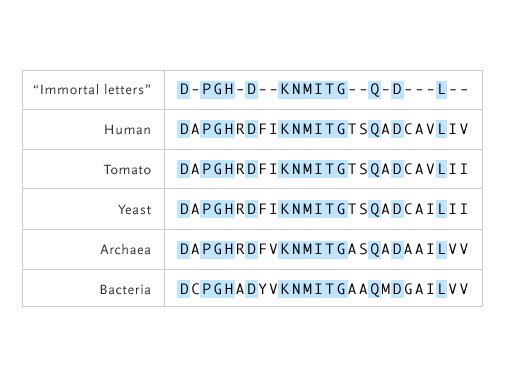 “Immortal letters” D-PGH-D--KNMITG--Q-D---L--
Human DAPGHRDFIKNMITGTSQADCAVLIV
Tomato DAPGHRDFIKNMITGTSQADCAVLII
Yeast DAPGHRDFIKNMITGTSQADCAILII
Archaea DAPGHRDFVKNMITGASQADAAILVV
Bacteria DCPGHADYVKNMITGAAQMDGAILVV